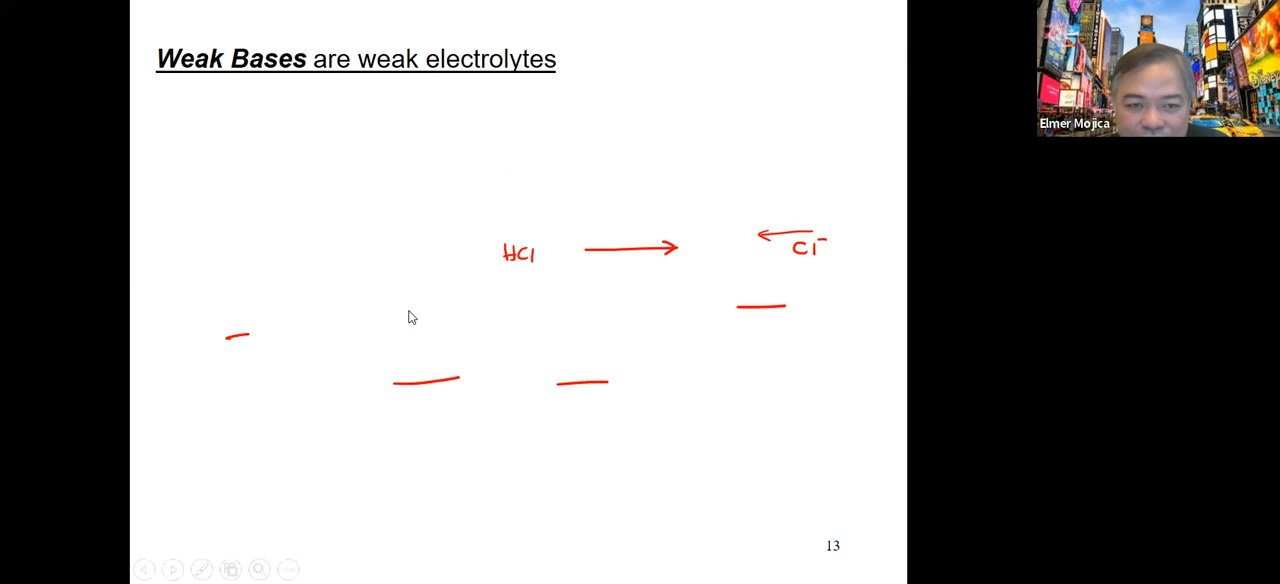 Weak Bases are weak electrolytes
Elmer Mojica
HCl → ←
Cl⁻
13